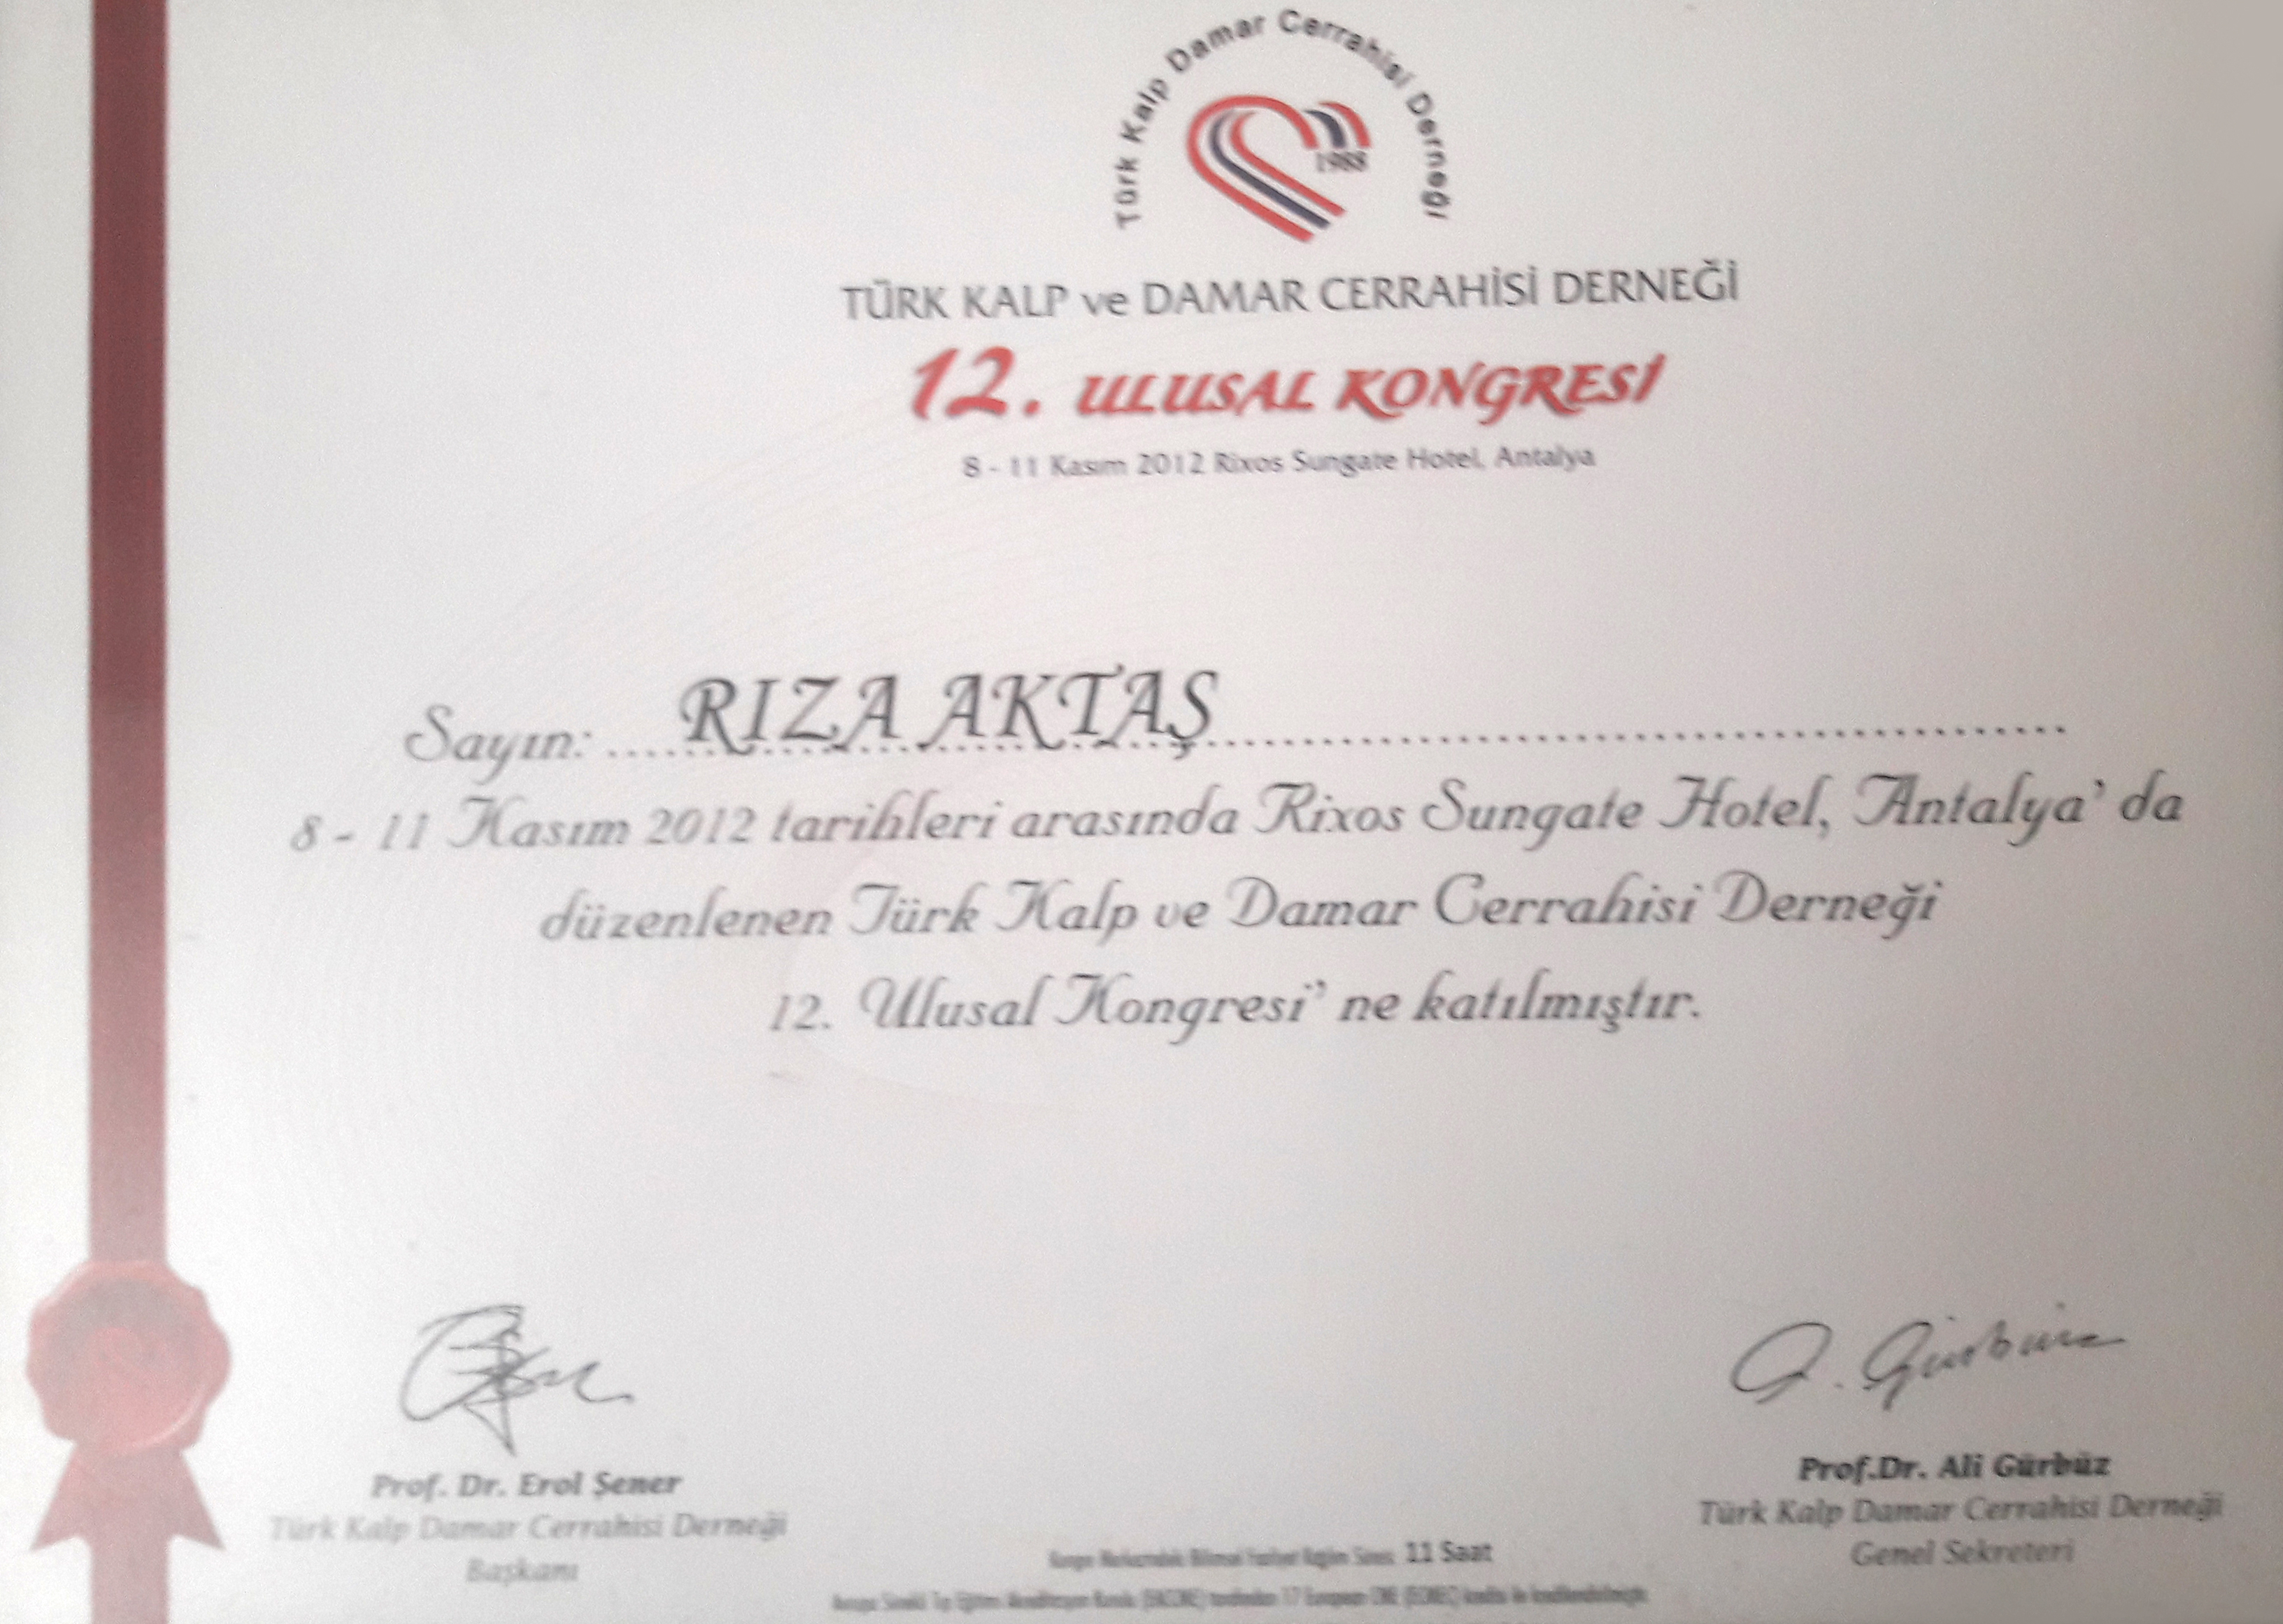 Türk Kalp Damar Cerrahisi Derneği
1988
TÜRK KALP ve DAMAR CERRAHİSİ DERNEĞİ
12. ULUSAL KONGRESİ
8 - 11 Kasım 2012 Rixos Sungate Hotel, Antalya
Sayın: RIZA AKTAŞ
8 - 11 Kasım 2012 tarihleri arasında Rixos Sungate Hotel, Antalya' da
düzenlenen Türk Kalp ve Damar Cerrahisi Derneği
12. Ulusal Kongresi' ne katılmıştır.
Prof. Dr. Erol Şener
Türk Kalp Damar Cerrahisi Derneği
Başkanı
A. Gürbüz
Prof.Dr. Ali Gürbüz
Türk Kalp Damar Cerrahisi Derneği
Genel Sekreteri
11 Saat